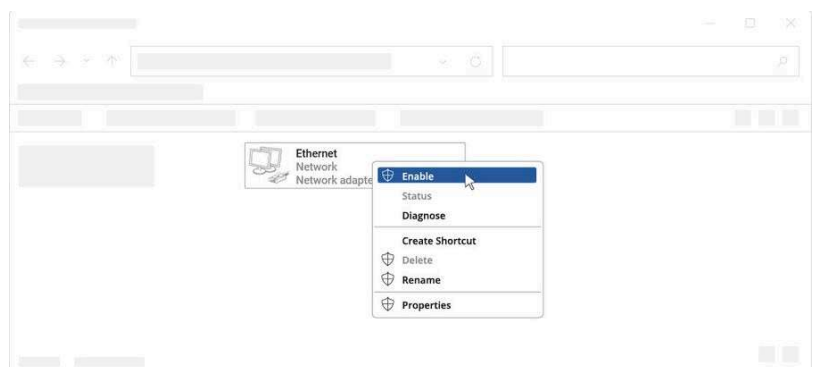 Ethernet
Network
Network adapte
Enable
Status
Diagnose
Create Shortcut
Delete
Rename
Properties